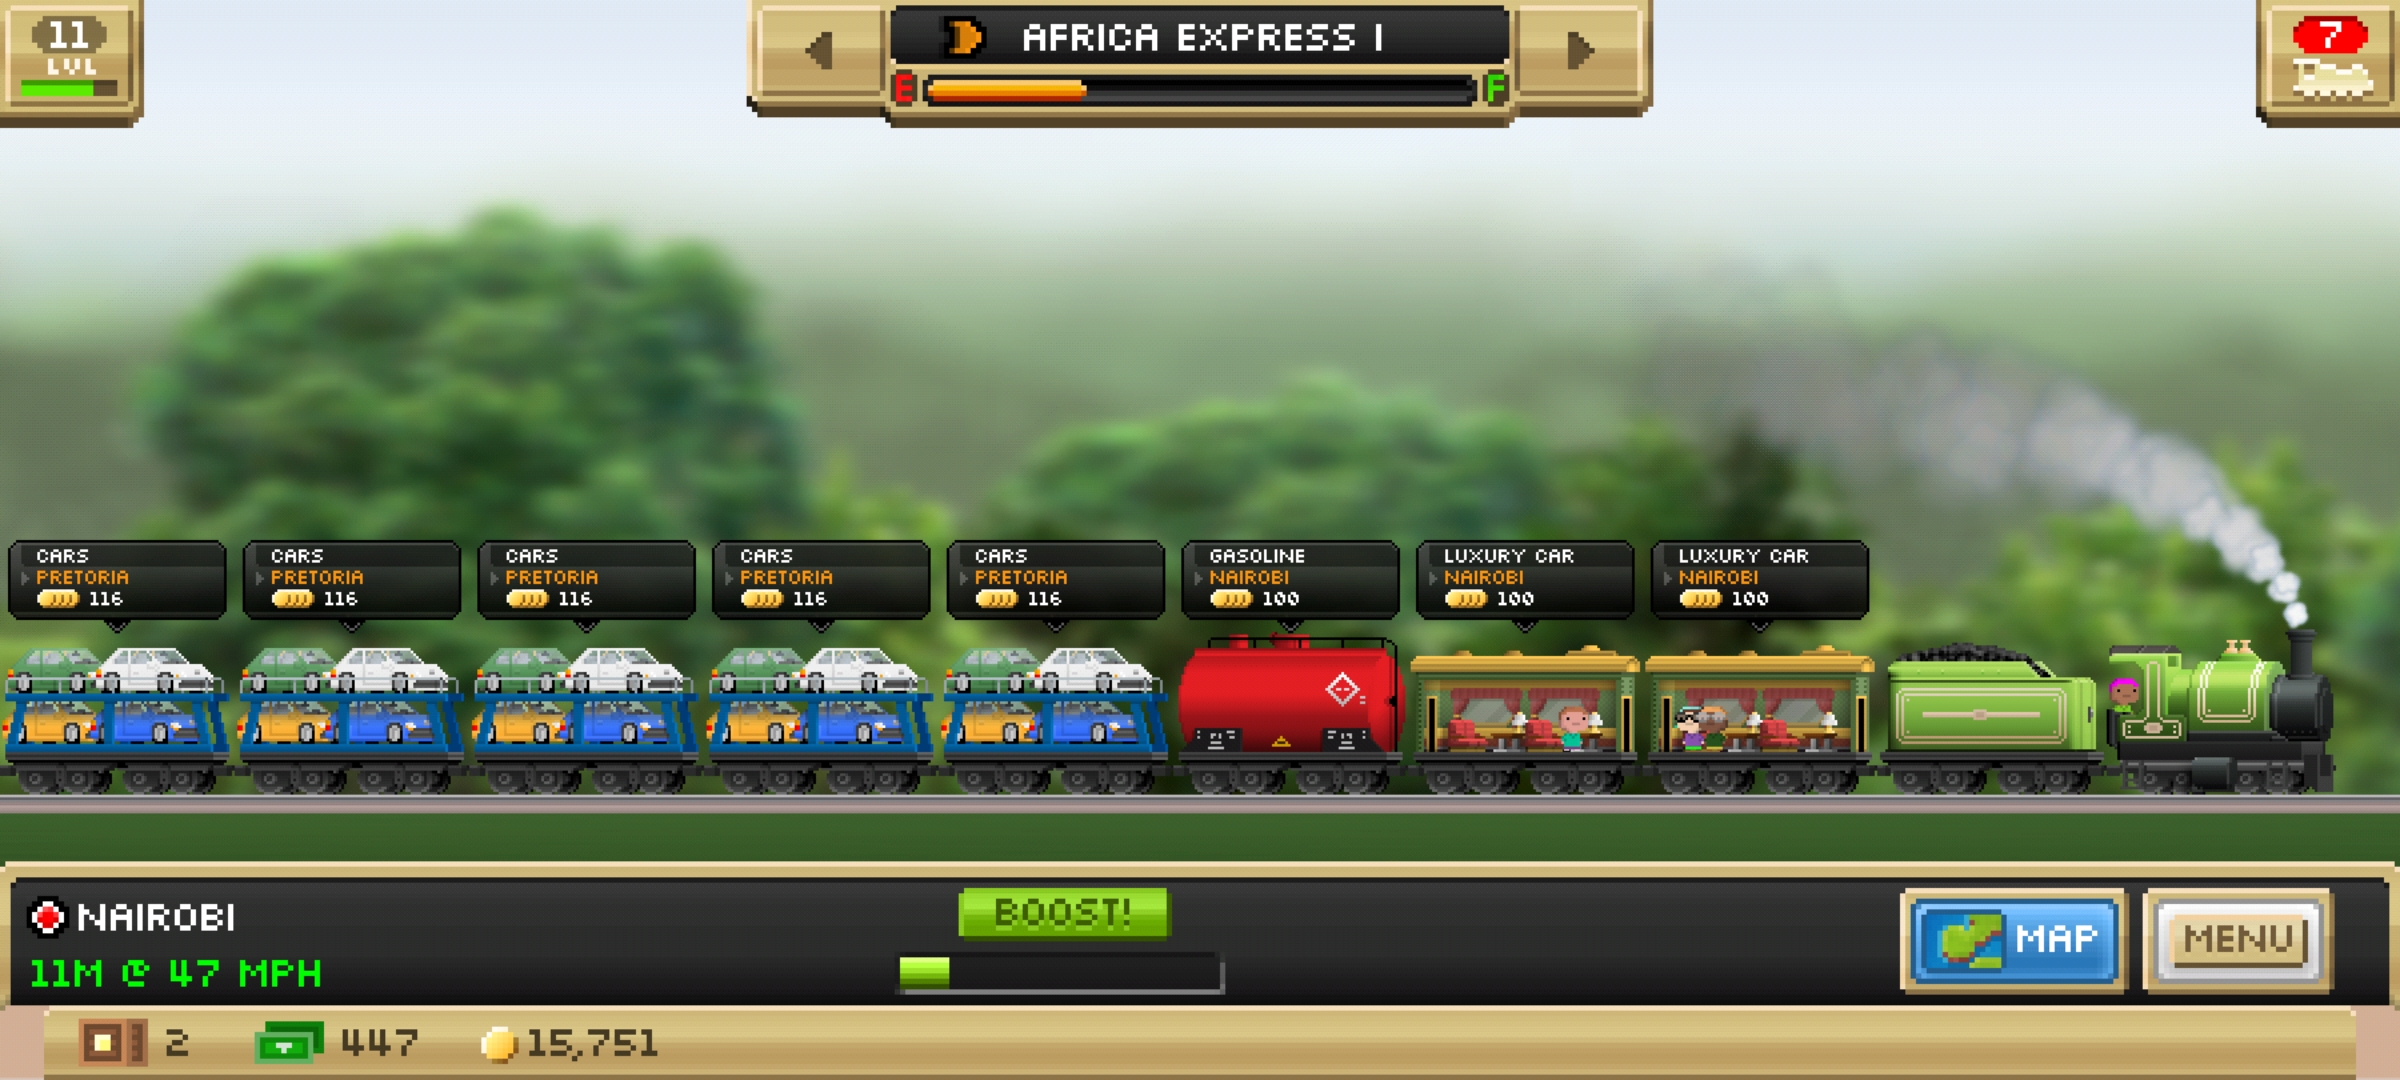 11
LVL
AFRICA EXPRESS I
E
F
7
CARS
PRETORIA
116
CARS
PRETORIA
116
CARS
PRETORIA
116
CARS
PRETORIA
116
CARS
PRETORIA
116
GASOLINE
NAIROBI
100
LUXURY CAR
NAIROBI
100
LUXURY CAR
NAIROBI
100
NAIROBI
11M @ 47 MPH
BOOST!
MAP
MENU
2
447
15,751